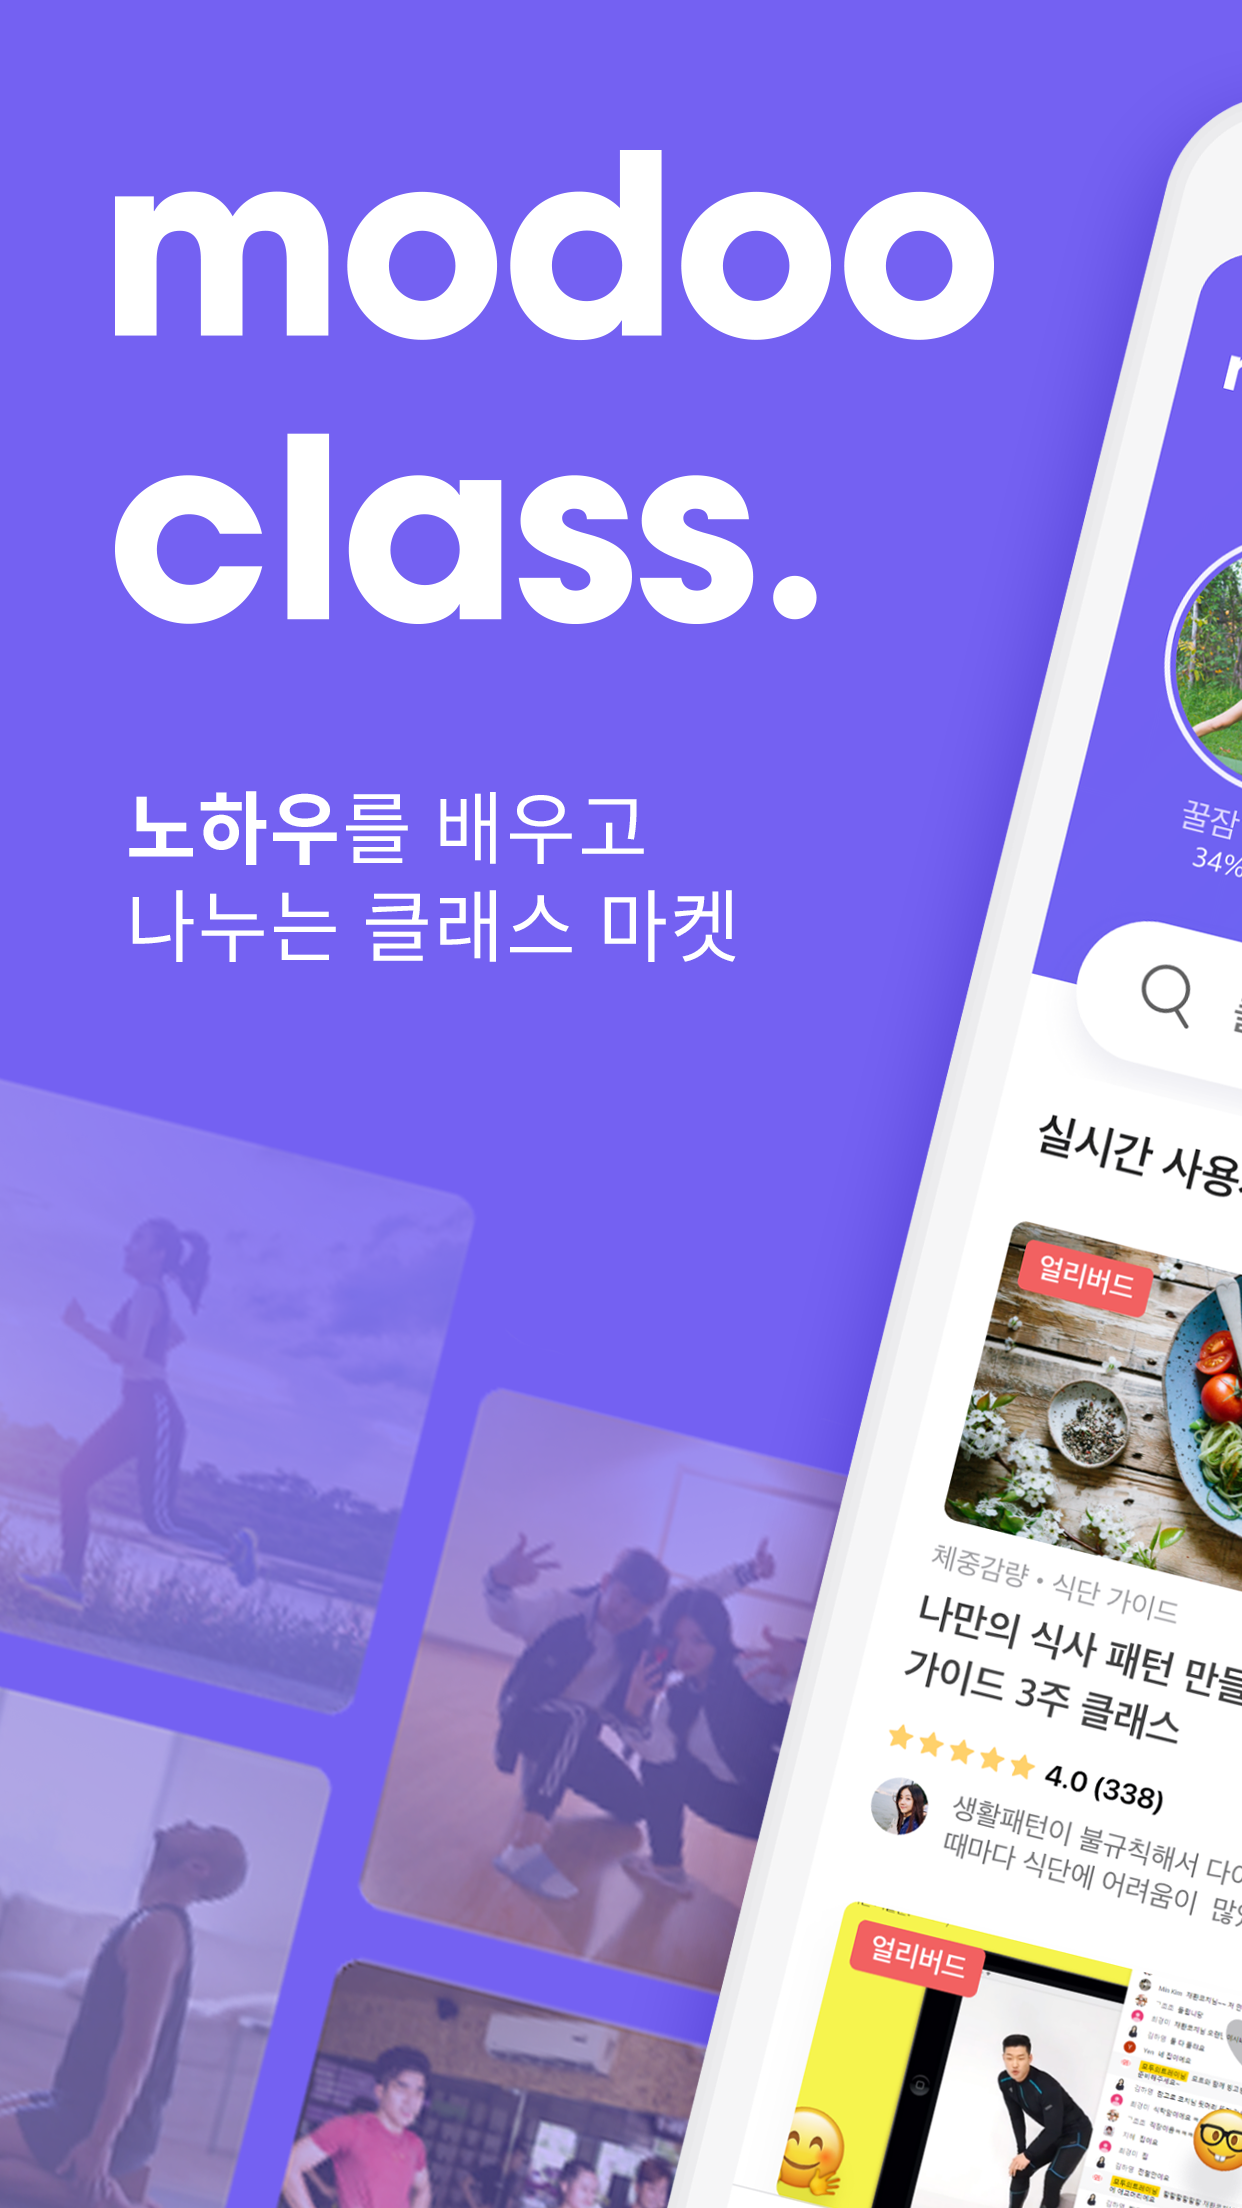 modoo
class.
노하우를 배우고
나누는 클래스 마켓
꿀잠
34%
실시간 사용
얼리버드
체중감량 • 식단 가이드
나만의 식사 패턴 만들
가이드 3주 클래스
4.0 (338)
생활패턴이 불규칙해서 다이
때마다 식단에 어려움이 많았
얼리버드